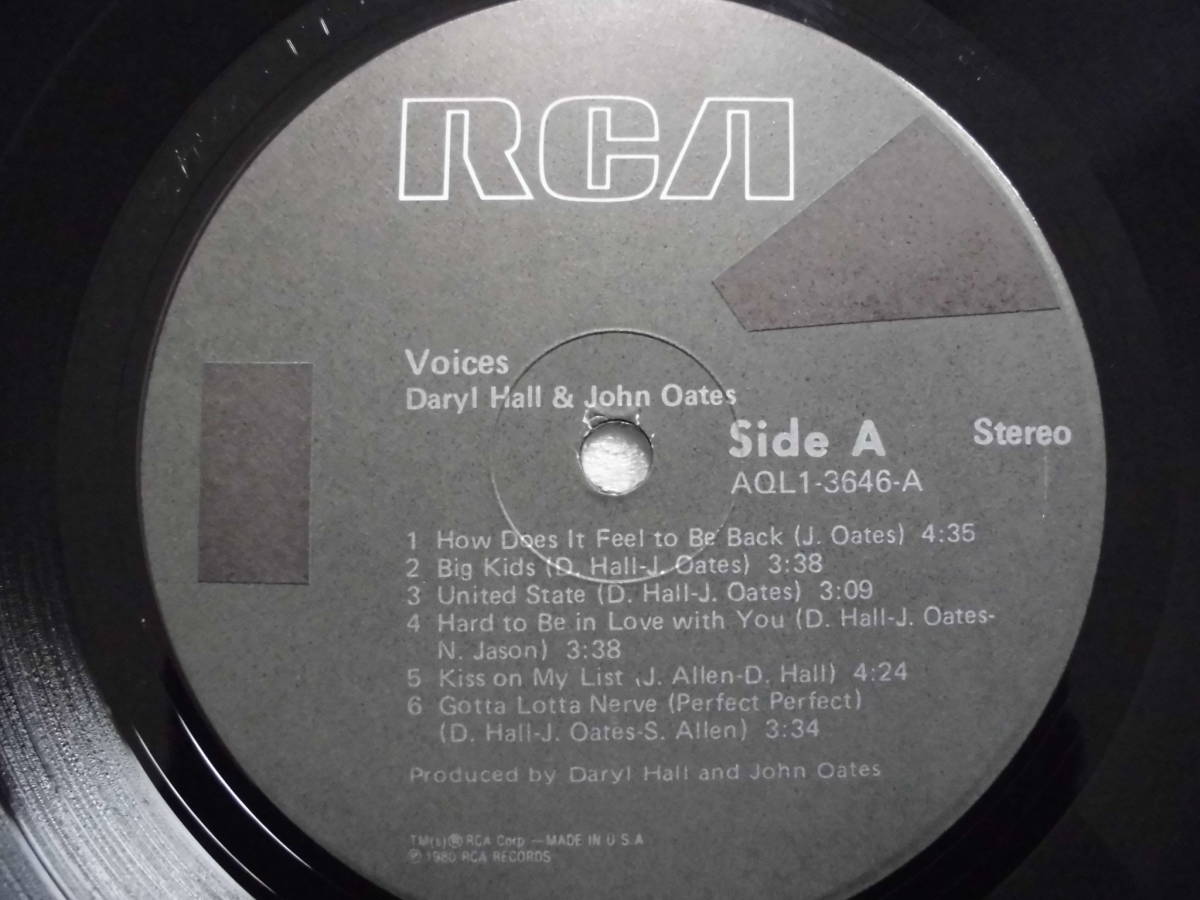 RCA
Voices
Daryl Hall & John Oates
Side A
Stereo
AQL1-3646-A
1 How Does It Feel to Be Back (J. Oates) 4:35
2 Big Kids (D. Hall-J. Oates) 3:38
3 United State (D. Hall-J. Oates) 3:09
4 Hard to Be in Love with You (D. Hall-J. Oates-
N. Jason) 3:38
5 Kiss on My List (J. Allen-D. Hall) 4:24
6 Gotta Lotta Nerve (Perfect Perfect)
(D. Hall-J. Oates-S. Allen) 3:34
Produced by Daryl Hall and John Oates
TM(s)® RCA Corp —MADE IN U S A
℗ 1980 RCA RECORDS